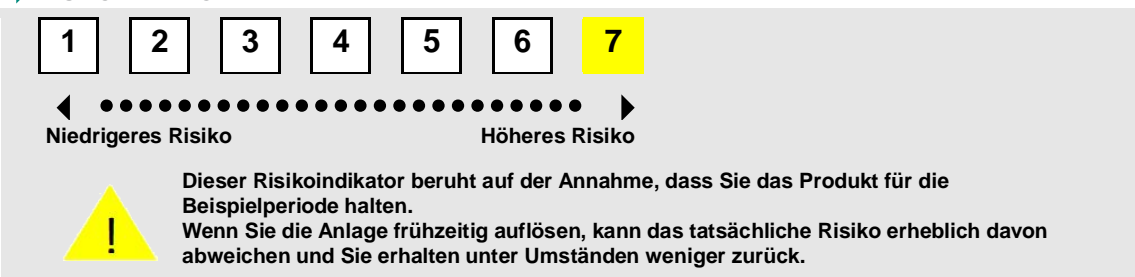 1 2 3 4 5 6 7
Niedrigeres Risiko Höheres Risiko
Dieser Risikoindikator beruht auf der Annahme, dass Sie das Produkt für die
Beispielperiode halten.
! Wenn Sie die Anlage frühzeitig auflösen, kann das tatsächliche Risiko erheblich davon
abweichen und Sie erhalten unter Umständen weniger zurück.